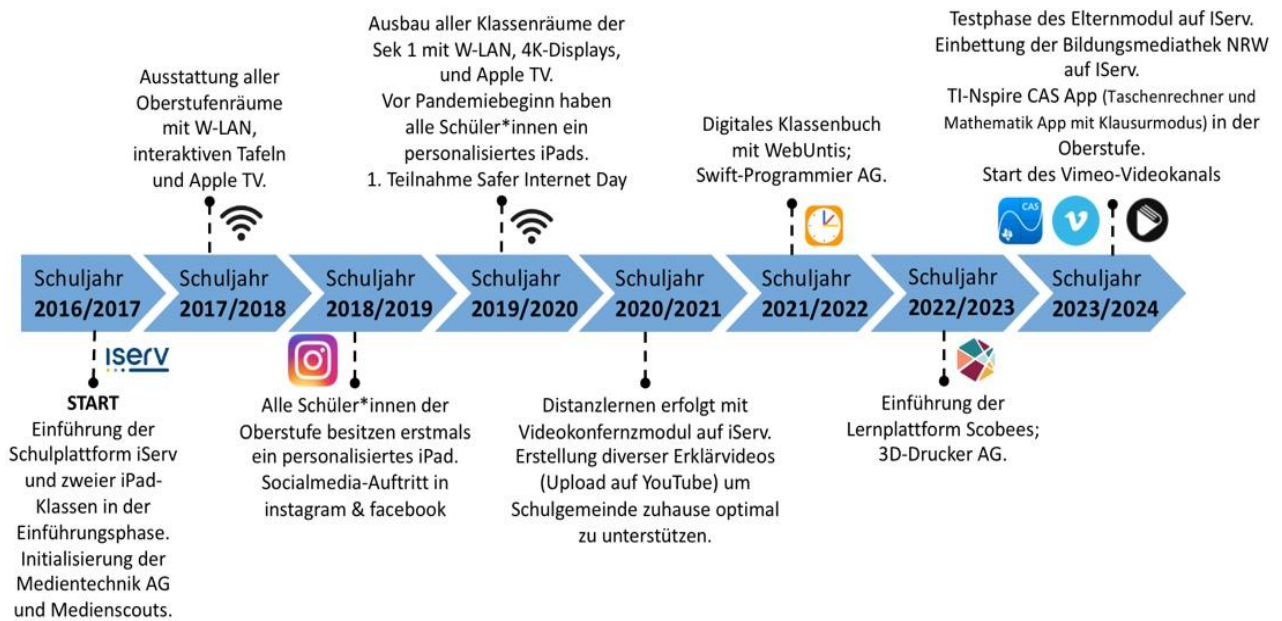 Ausstattung aller
Oberstufenräume
mit W-LAN,
interaktiven Tafeln
und Apple TV.
Ausbau aller Klassenräume der
Sek 1 mit W-LAN, 4K-Displays,
und Apple TV.
Vor Pandemiebeginn haben
alle Schüler*innen ein
personalisiertes iPads.
1. Teilnahme Safer Internet Day
Digitales Klassenbuch
mit WebUntis;
Swift-Programmier AG.
Testphase des Elternmodul auf IServ.
Einbettung der Bildungsmediathek NRW
auf IServ.
TI-Nspire CAS App (Taschenrechner und
Mathematik App mit Klausurmodus) in der
Oberstufe.
Start des Vimeo-Videokanals
CAS
Schuljahr
2016/2017
Schuljahr
2017/2018
Schuljahr
2018/2019
Schuljahr
2019/2020
Schuljahr
2020/2021
Schuljahr
2021/2022
Schuljahr
2022/2023
Schuljahr
2023/2024
ISERV
START
Einführung der
Schulplattform iServ
und zweier iPad-
Klassen in der
Einführungsphase.
Initialisierung der
Medientechnik AG
und Medienscouts.
Alle Schüler*innen der
Oberstufe besitzen erstmals
ein personalisiertes iPad.
Socialmedia-Auftritt in
instagram & facebook
Distanzlernen erfolgt mit
Videokonfernzmodul auf iServ.
Erstellung diverser Erklärvideos
(Upload auf YouTube) um
Schulgemeinde zuhause optimal
zu unterstützen.
Einführung der
Lernplattform Scobees;
3D-Drucker AG.